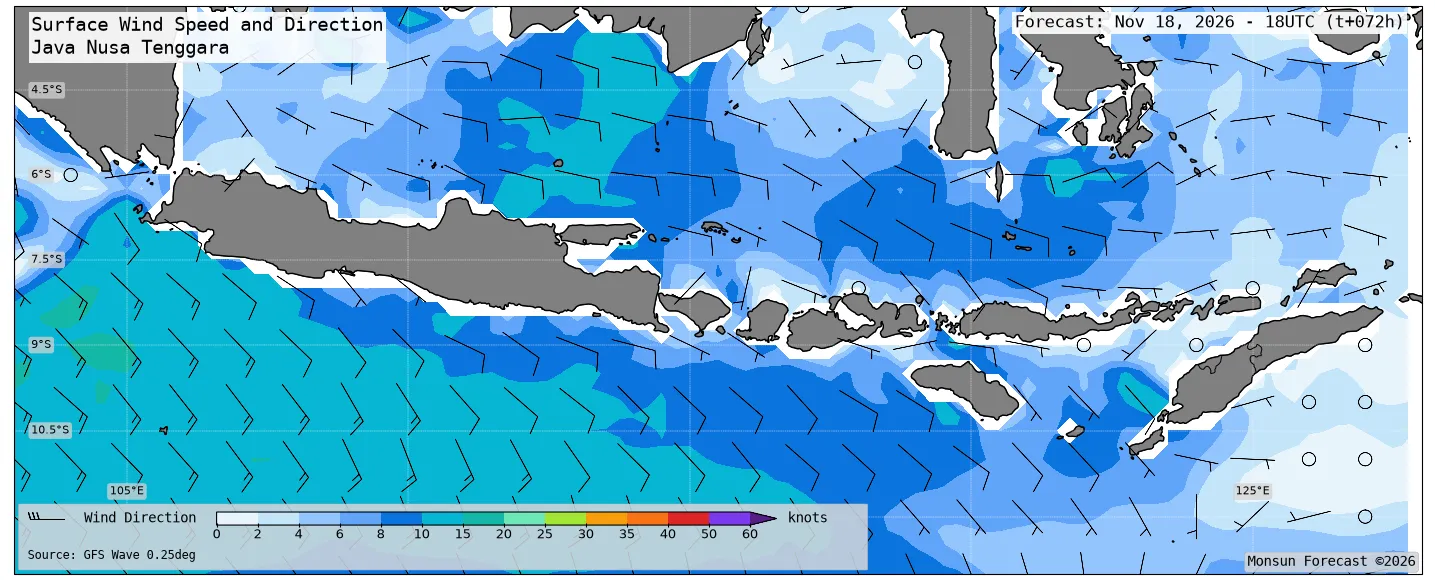 Surface Wind Speed and Direction
Java Nusa Tenggara
Forecast: Nov 18, 2026 - 18UTC (t+072h)
4.5°S
6°S
7.5°S
9°S
10.5°S
105°E
125°E
Wind Direction
knots
0 2 4 6 8 10 15 20 25 30 35 40 50 60
Source: GFS Wave 0.25deg
Monsun Forecast ©2026